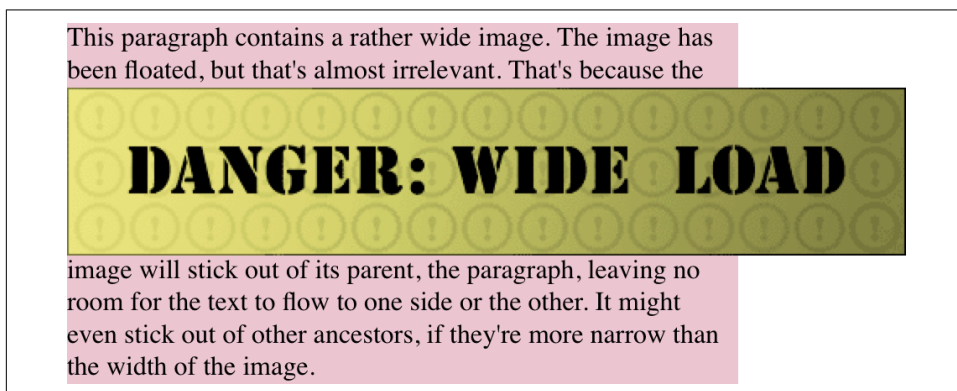 This paragraph contains a rather wide image. The image has
been floated, but that's almost irrelevant. That's because the
DANGER: WIDE LOAD
image will stick out of its parent, the paragraph, leaving no
room for the text to flow to one side or the other. It might
even stick out of other ancestors, if they're more narrow than
the width of the image.